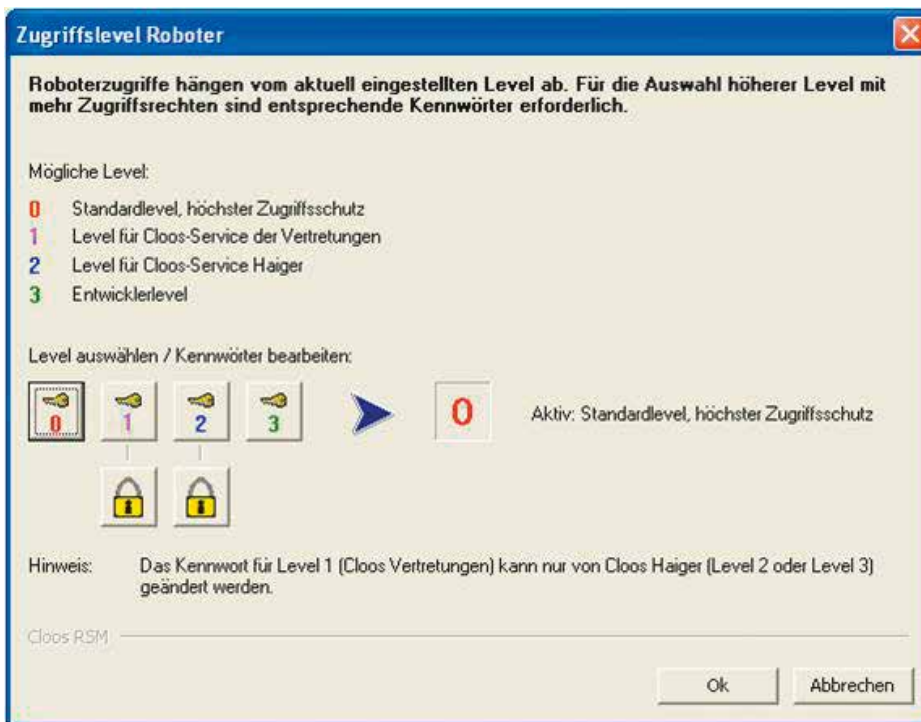 Zugriffslevel Roboter
Roboterzugriffe hängen vom aktuell eingestellten Level ab. Für die Auswahl höherer Level mit
mehr Zugriffsrechten sind entsprechende Kennwörter erforderlich.
Mögliche Level:
0 Standardlevel, höchster Zugriffsschutz
1 Level für Cloos-Service der Vertretungen
2 Level für Cloos-Service Haiger
3 Entwicklerlevel
Level auswählen / Kennwörter bearbeiten:
0 1 2 3 0 Aktiv: Standardlevel, höchster Zugriffsschutz
Hinweis: Das Kennwort für Level 1 (Cloos Vertretungen) kann nur von Cloos Haiger (Level 2 oder Level 3)
geändert werden.
Cloos RSM
Ok Abbrechen